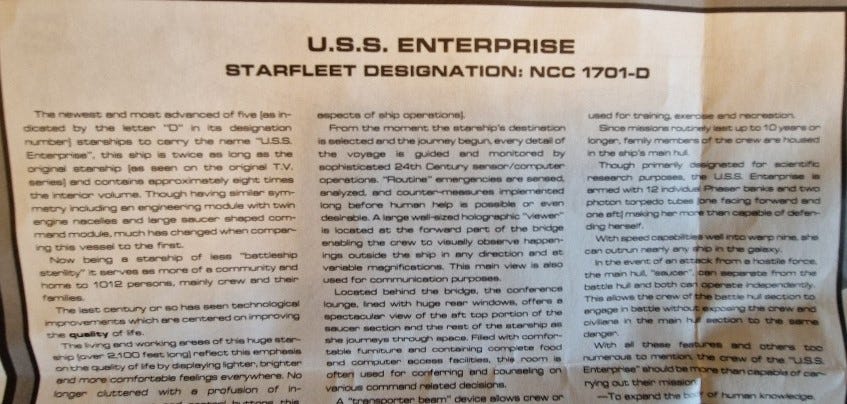 U.S.S. ENTERPRISE
STARFLEET DESIGNATION: NCC 1701-D
The newest and most advanced of five (as in-
dicated by the letter "D" in its designation
number) starships to carry the name "U.S.S.
Enterprise", this ship is twice as long as the
original starship (as seen on the original T.V.
series) and contains approximately eight times
the interior volume. Though having similar sym-
metry including an engineering module with twin
engine nacelles and large saucer shaped com-
mand module, much has changed when compar-
ing this vessel to the first.
Now being a starship of less "battleship
sterility" it serves as more of a community and
home to 1012 persons, mainly crew and their
families.
The last century or so has seen technological
improvements which are centered on improving
the quality of life.
The living and working areas of this huge star-
ship (over 2,100 feet long) reflect this emphasis
on the quality of life by displaying lighter, brighter
and more comfortable feelings everywhere. No
longer cluttered with a profusion of in-
and control buttons, this
aspects of ship operations).
From the moment the starship's destination
is selected and the journey begun, every detail of
the voyage is guided and monitored by
sophisticated 24th Century sensor/computer
operations. "Routine" emergencies are sensed,
analyzed, and counter-measures implemented
long before human help is possible or even
desirable. A large wall-sized holographic "viewer"
is located at the forward part of the bridge
enabling the crew to visually observe happen-
ings outside the ship in any direction and at
variable magnifications. This main view is also
used for communication purposes.
Located behind the bridge, the conference
lounge, lined with huge rear windows, offers a
spectacular view of the aft top portion of the
saucer section and the rest of the starship as
she journeys through space. Filled with comfor-
table furniture and containing complete food
and computer access facilities, this room is
often used for conferring and counseling on
various command related decisions.
A "transporter beam" device allows crew or
used for training, exercise and recreation.
Since missions routinely last up to 10 years or
longer, family members of the crew are housed
in the ship's main hull.
Though primarily designated for scientific
research purposes, the U.S.S. Enterprise is
armed with 12 individual Phaser banks and two
photon torpedo tubes (one facing forward and
one aft) making her more than capable of defen-
ding herself.
With speed capabilities well into warp nine, she
can outrun nearly any ship in the galaxy.
In the event of an attack from a hostile force,
the main hull, "saucer", can separate from the
battle hull and both can operate independently.
This allows the crew of the battle hull section to
engage in battle without exposing the crew and
civilians in the main hull section to the same
danger.
With all these features and others too
numerous to mention, the crew of the "U.S.S.
Enterprise" should be more than capable of car-
rying out their mission
—To expand the body of human knowledge.